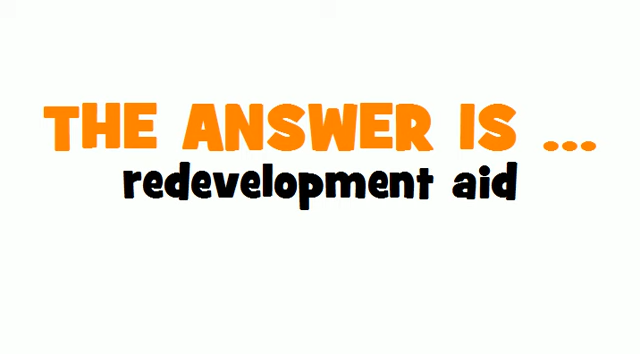 THE ANSWER IS ...
redevelopment aid